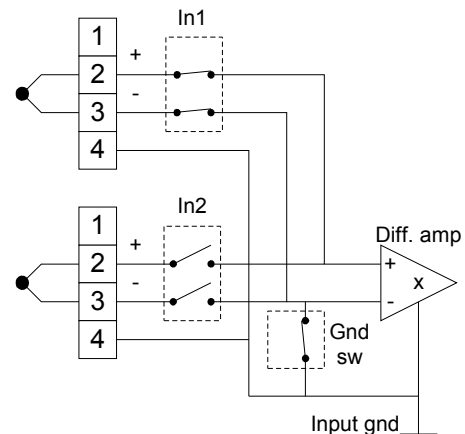 In1
1
2
3
4
+
-
In2
1
2
3
4
+
-
Diff. amp
+
x
-
Gnd
sw
Input gnd